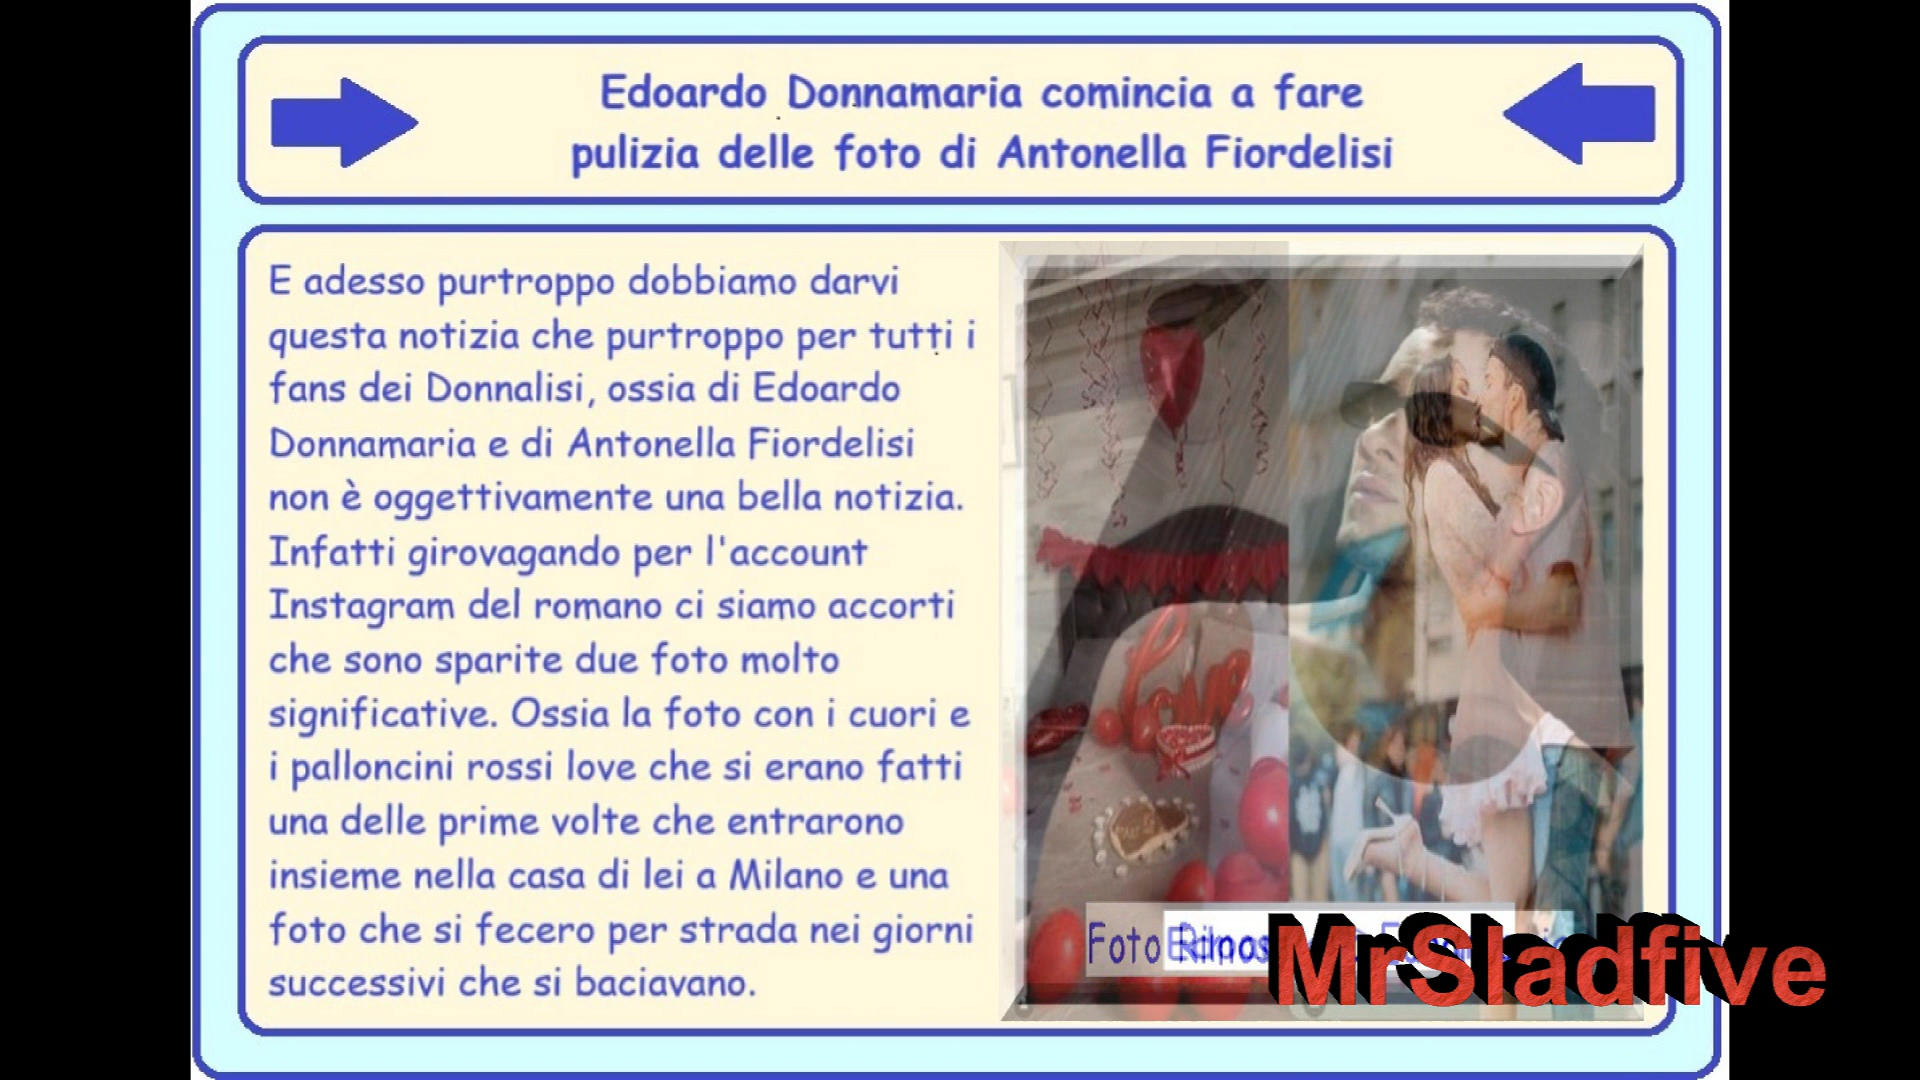 Edoardo Donnamaria comincia a fare
pulizia delle foto di Antonella Fiordelisi
E adesso purtroppo dobbiamo darvi
questa notizia che purtroppo per tutti i
fans dei Donnalisi, ossia di Edoardo
Donnamaria e di Antonella Fiordelisi
non è oggettivamente una bella notizia.
Infatti girovagando per l'account
Instagram del romano ci siamo accorti
che sono sparite due foto molto
significative. Ossia la foto con i cuori e
i palloncini rossi love che si erano fatti
una delle prime volte che entrarono
insieme nella casa di lei a Milano e una
foto che si fecero per strada nei giorni
successivi che si baciavano.
Foto
MrSladfive